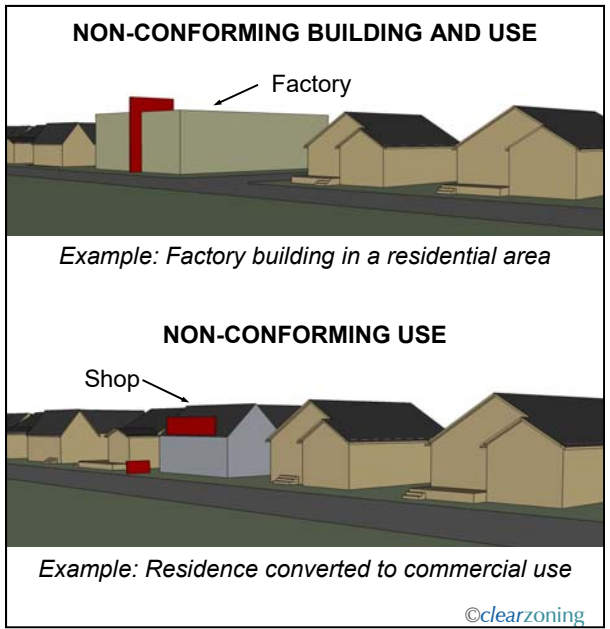 NON-CONFORMING BUILDING AND USE
Factory
Example: Factory building in a residential area
NON-CONFORMING USE
Shop
Example: Residence converted to commercial use
©clearzoning